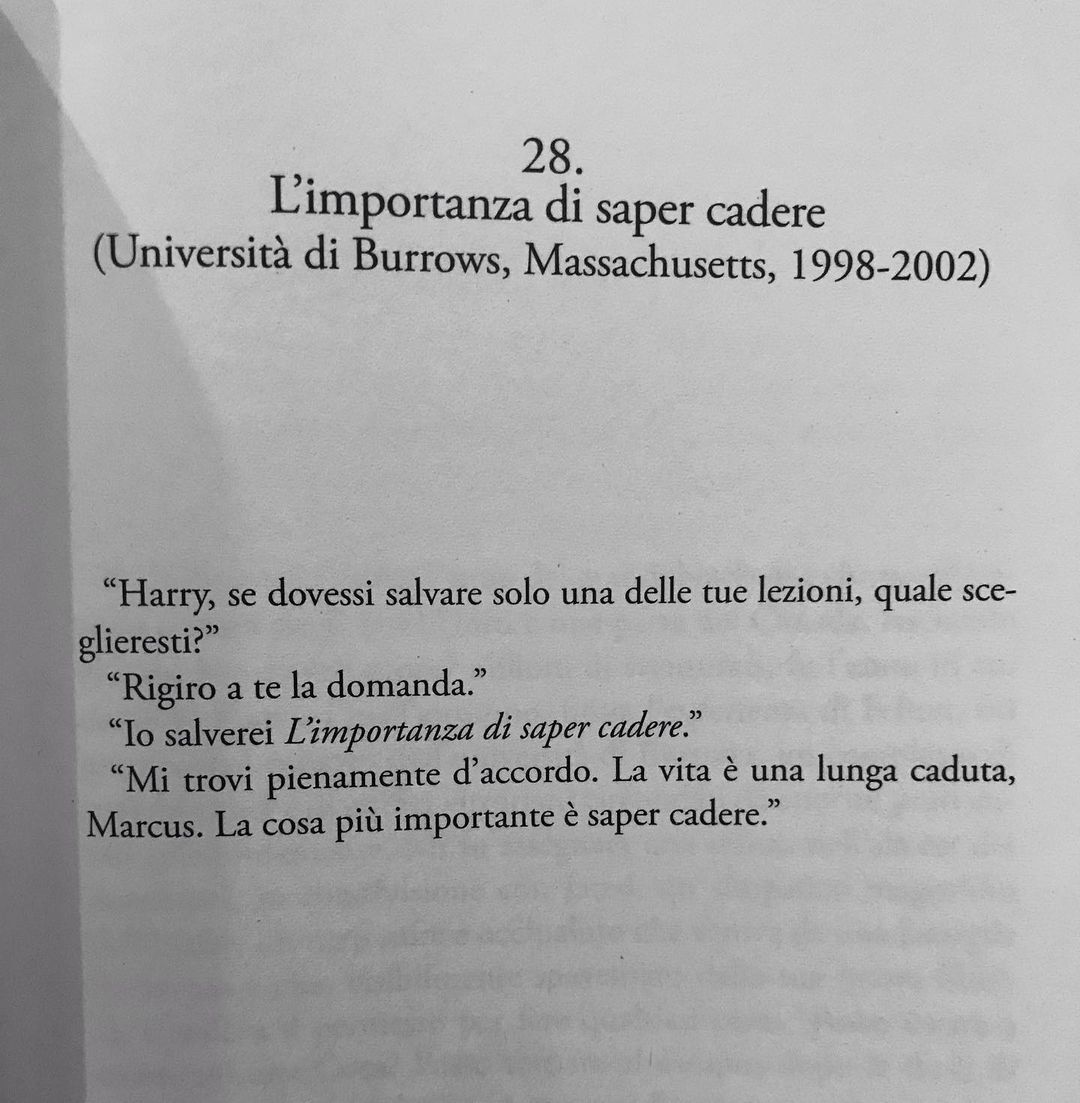 28.
L’importanza di saper cadere
(Università di Burrows, Massachusetts, 1998-2002)
“Harry, se dovessi salvare solo una delle tue lezioni, quale sce-
glieresti?”
“Rigiro a te la domanda.”
“Io salverei L’importanza di saper cadere.”
“Mi trovi pienamente d’accordo. La vita è una lunga caduta,
Marcus. La cosa più importante è saper cadere.”